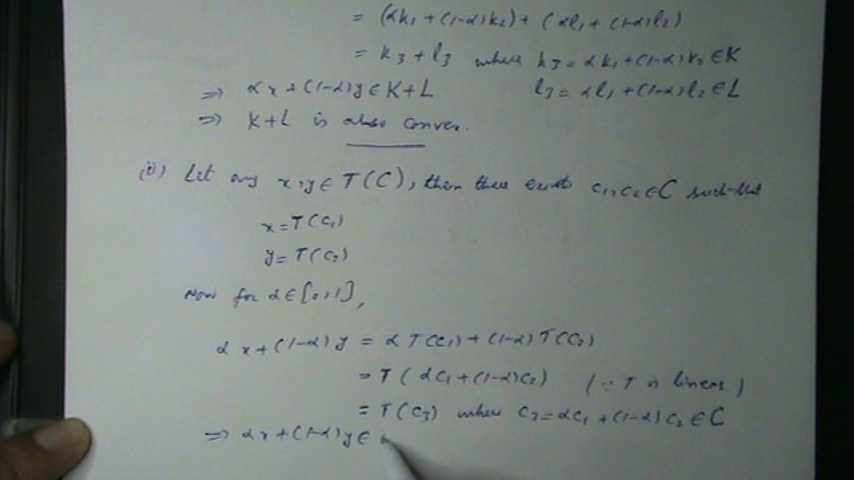 = (αk₁ + (1-α)k₂) + (αl₁ + (1-α)l₂)
= k₃ + l₃ where k₃ = αk₁ + (1-α)k₂ ∈ K
⇒ αx + (1-α)y ∈ K+L l₃ = αl₁ + (1-α)l₂ ∈ L
⇒ K+L is also convex.
(ii) Let any x, y ∈ T(C), then there exists c₁, c₂ ∈ C such that
x = T(c₁)
y = T(c₂)
Now for α ∈ [0,1],
αx + (1-α)y = αT(c₁) + (1-α)T(c₂)
= T(αc₁ + (1-α)c₂) (∵ T is linear)
= T(c₃) where c₃ = αc₁ + (1-α)c₂ ∈ C
⇒ αx + (1-α)y ∈